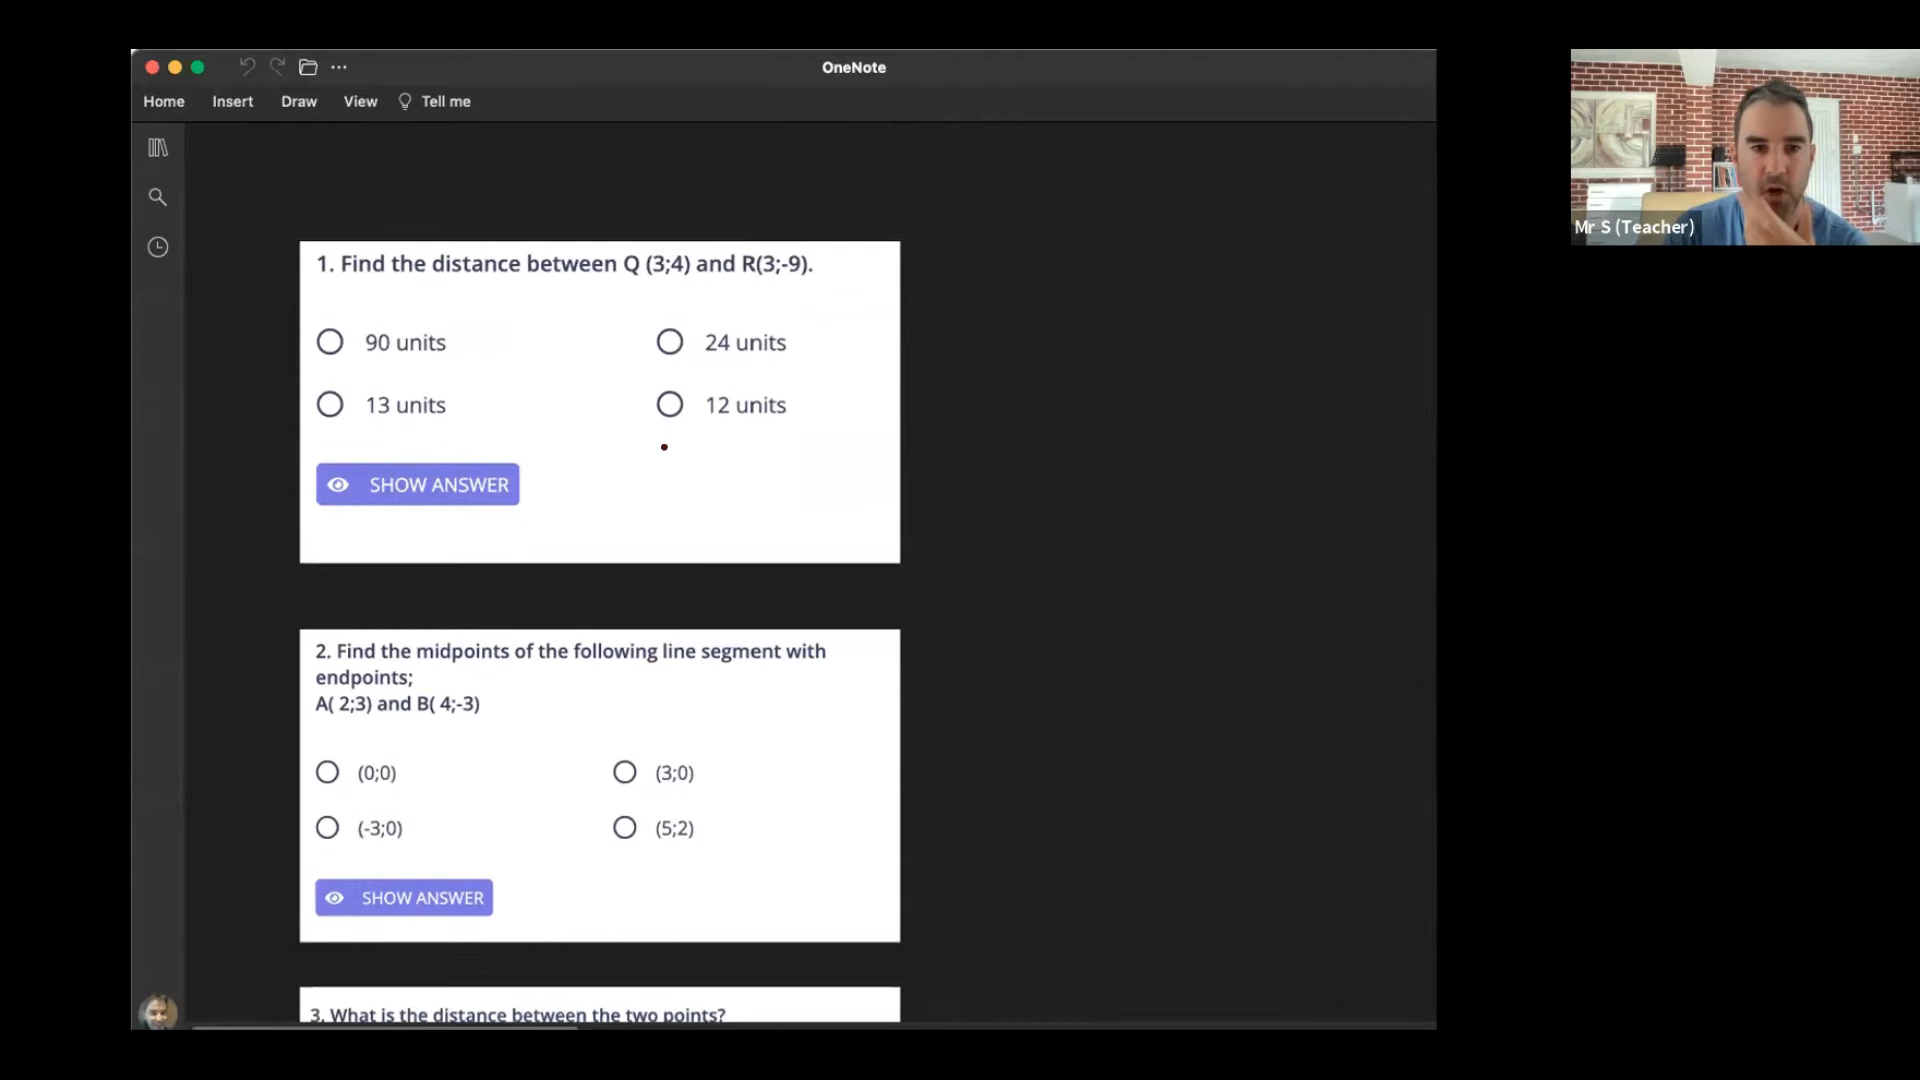 OneNote
Home Insert Draw View Tell me
Mr S (Teacher)
1. Find the distance between Q (3;4) and R(3;-9).
90 units 24 units
13 units 12 units
SHOW ANSWER
2. Find the midpoints of the following line segment with
endpoints;
A( 2;3) and B( 4;-3)
(0;0) (3;0)
(-3;0) (5;2)
SHOW ANSWER
3. What is the distance between the two points?